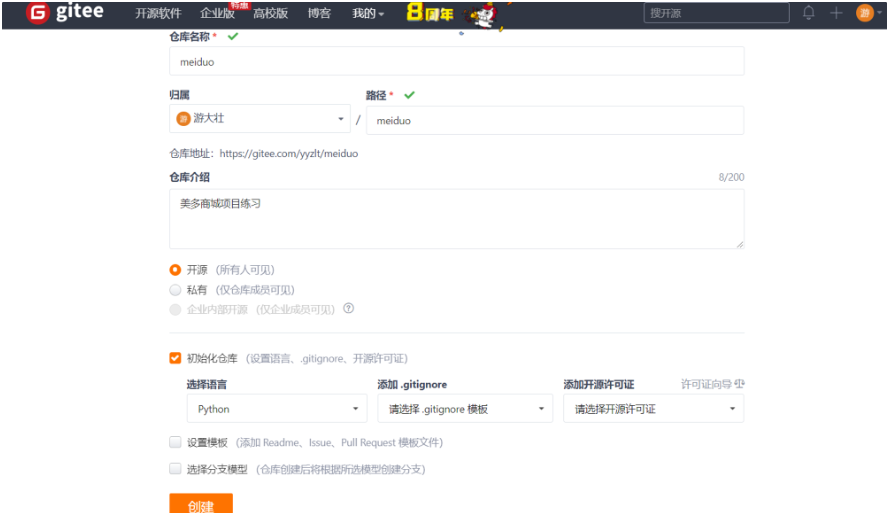 G gitee 开源软件 企业版 特惠 高校版 博客 我的 8周年 搜开源 游
仓库名称 *
meiduo
归属 路径 *
游 游大壮 / meiduo
仓库地址：https://gitee.com/yyzlt/meiduo
仓库介绍 8/200
美多商城项目练习
开源 （所有人可见）
私有 （仅仓库成员可见）
企业内部开源 （仅企业成员可见） ?
初始化仓库 （设置语言、.gitignore、开源许可证）
选择语言 添加 .gitignore 添加开源许可证 许可证向导
Python 请选择 .gitignore 模板 请选择开源许可证
设置模板 （添加 Readme、Issue、Pull Request 模板文件）
选择分支模型 （仓库创建后将根据所选模型创建分支）
创建